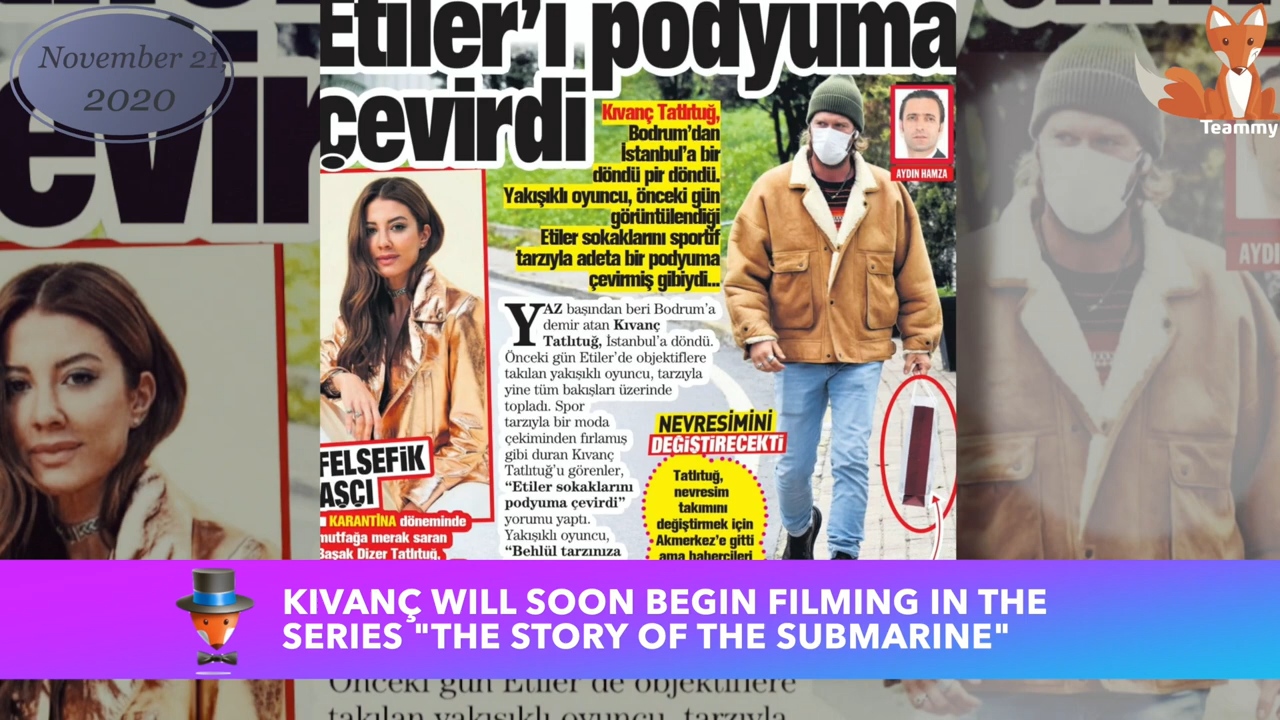 November 21,
2020
Teammy
Etiler’i podyuma
çevirdi
Kıvanç Tatlıtuğ,
Bodrum’dan
İstanbul’a bir
döndü pir döndü.
Yakışıklı oyuncu, önceki gün
görüntülendiği
Etiler sokaklarını sportif
tarzıyla adeta bir podyuma
çevirmiş gibiydi...
AYDIN HAMZA
YAZ başından beri Bodrum’a
demir atan Kıvanç
Tatlıtuğ, İstanbul’a döndü.
Önceki gün Etiler’de objektiflere
takılan yakışıklı oyuncu, tarzıyla
yine tüm bakışları üzerinde
topladı. Spor
tarzıyla bir moda
çekiminden fırlamış
gibi duran Kıvanç
Tatlıtuğ’u görenler,
“Etiler sokaklarını
podyuma çevirdi”
yorumu yaptı.
Yakışıklı oyuncu,
“Behlül tarzınıza
FELSEFİK
AŞÇI
KARANTİNA döneminde
mutfağa merak saran
Başak Dizer Tatlıtuğ,
NEVRESİMİNİ
DEĞİŞTİRECEKTİ
Tatlıtuğ,
nevresim
takımını
değiştirmek için
Akmerkez’e gitti
ama habercileri
KIVANÇ WILL SOON BEGIN FILMING IN THE
SERIES "THE STORY OF THE SUBMARINE"
Önceki gün Etiler’de objektiflere
takılan yakışıklı oyuncu, tarzıyla